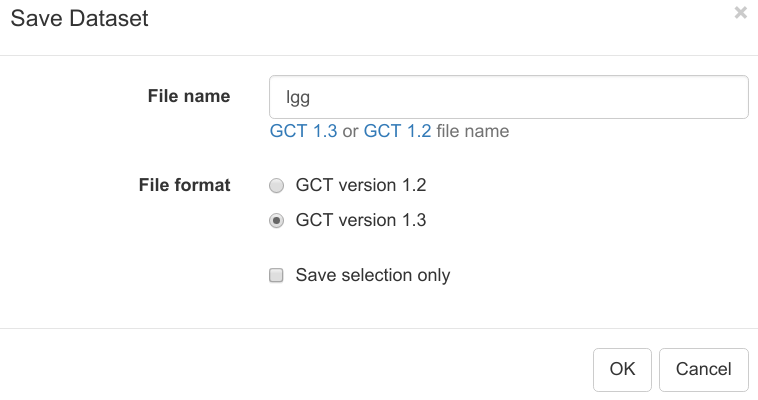 Save Dataset ×
File name lgg
GCT 1.3 or GCT 1.2 file name
File format GCT version 1.2
GCT version 1.3
Save selection only
OK Cancel